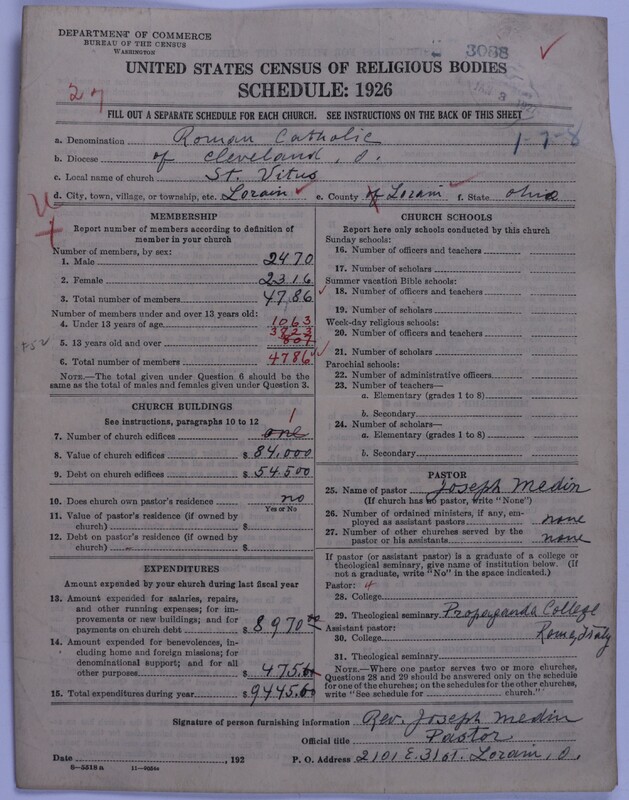 DEPARTMENT OF COMMERCE
BUREAU OF THE CENSUS
WASHINGTON
3088
UNITED STATES CENSUS OF RELIGIOUS BODIES
SCHEDULE: 1926
27
FILL OUT A SEPARATE SCHEDULE FOR EACH CHURCH. SEE INSTRUCTIONS ON THE BACK OF THIS SHEET
1-7-8
a. Denomination Roman Catholic
b. Diocese of Cleveland, O.
c. Local name of church St. Vitus
d. City, town, village, or township, etc. Lorain e. County of Lorain f. State Ohio
MEMBERSHIP
Report number of members according to definition of
member in your church
Number of members, by sex:
1. Male 2470
2. Female 2316
3. Total number of members 4786
Number of members under and over 13 years old:
4. Under 13 years of age 1063
3823
5. 13 years old and over 807
6. Total number of members 4786
NOTE.—The total given under Question 6 should be
the same as the total of males and females given under Question 3.
CHURCH BUILDINGS
See instructions, paragraphs 10 to 12
1
7. Number of church edifices one
8. Value of church edifices $ 84,000
9. Debt on church edifices $ 54500
10. Does church own pastor's residence no
Yes or No
11. Value of pastor's residence (if owned by
church) $
12. Debt on pastor's residence (if owned by
church) $
EXPENDITURES
Amount expended by your church during last fiscal year
13. Amount expended for salaries, repairs,
and other running expenses; for im-
provements or new buildings; and for
payments on church debt $ 8970.00
14. Amount expended for benevolences, in-
cluding home and foreign missions; for
denominational support; and for all
other purposes $ 475.00
15. Total expenditures during year $ 9445.00
CHURCH SCHOOLS
Report here only schools conducted by this church
Sunday schools:
16. Number of officers and teachers
17. Number of scholars
Summer vacation Bible schools:
18. Number of officers and teachers
19. Number of scholars
Week-day religious schools:
20. Number of officers and teachers
21. Number of scholars
Parochial schools:
22. Number of administrative officers
23. Number of teachers—
a. Elementary (grades 1 to 8)
b. Secondary
24. Number of scholars—
a. Elementary (grades 1 to 8)
b. Secondary
PASTOR
25. Name of pastor Joseph Medin
(If church has no pastor, write "None")
26. Number of ordained ministers, if any, em-
ployed as assistant pastors none
27. Number of other churches served by the
pastor or his assistants none
If pastor (or assistant pastor) is a graduate of a college or
theological seminary, give name of institution below. (If
not a graduate, write "No" in the space indicated.)
Pastor:
28. College
29. Theological seminary Propaganda College
Assistant pastor:
30. College Rome, Italy
31. Theological seminary
NOTE.—Where one pastor serves two or more churches,
Questions 28 and 29 should be answered only on the schedule
for one of the churches; on the schedules for the other churches,
write "See schedule for church."
Signature of person furnishing information Rev. Joseph Medin
Official title Pastor
Date , 192 P. O. Address 2101 E. 31 st. Lorain, O.
8-5518a 11-9054a